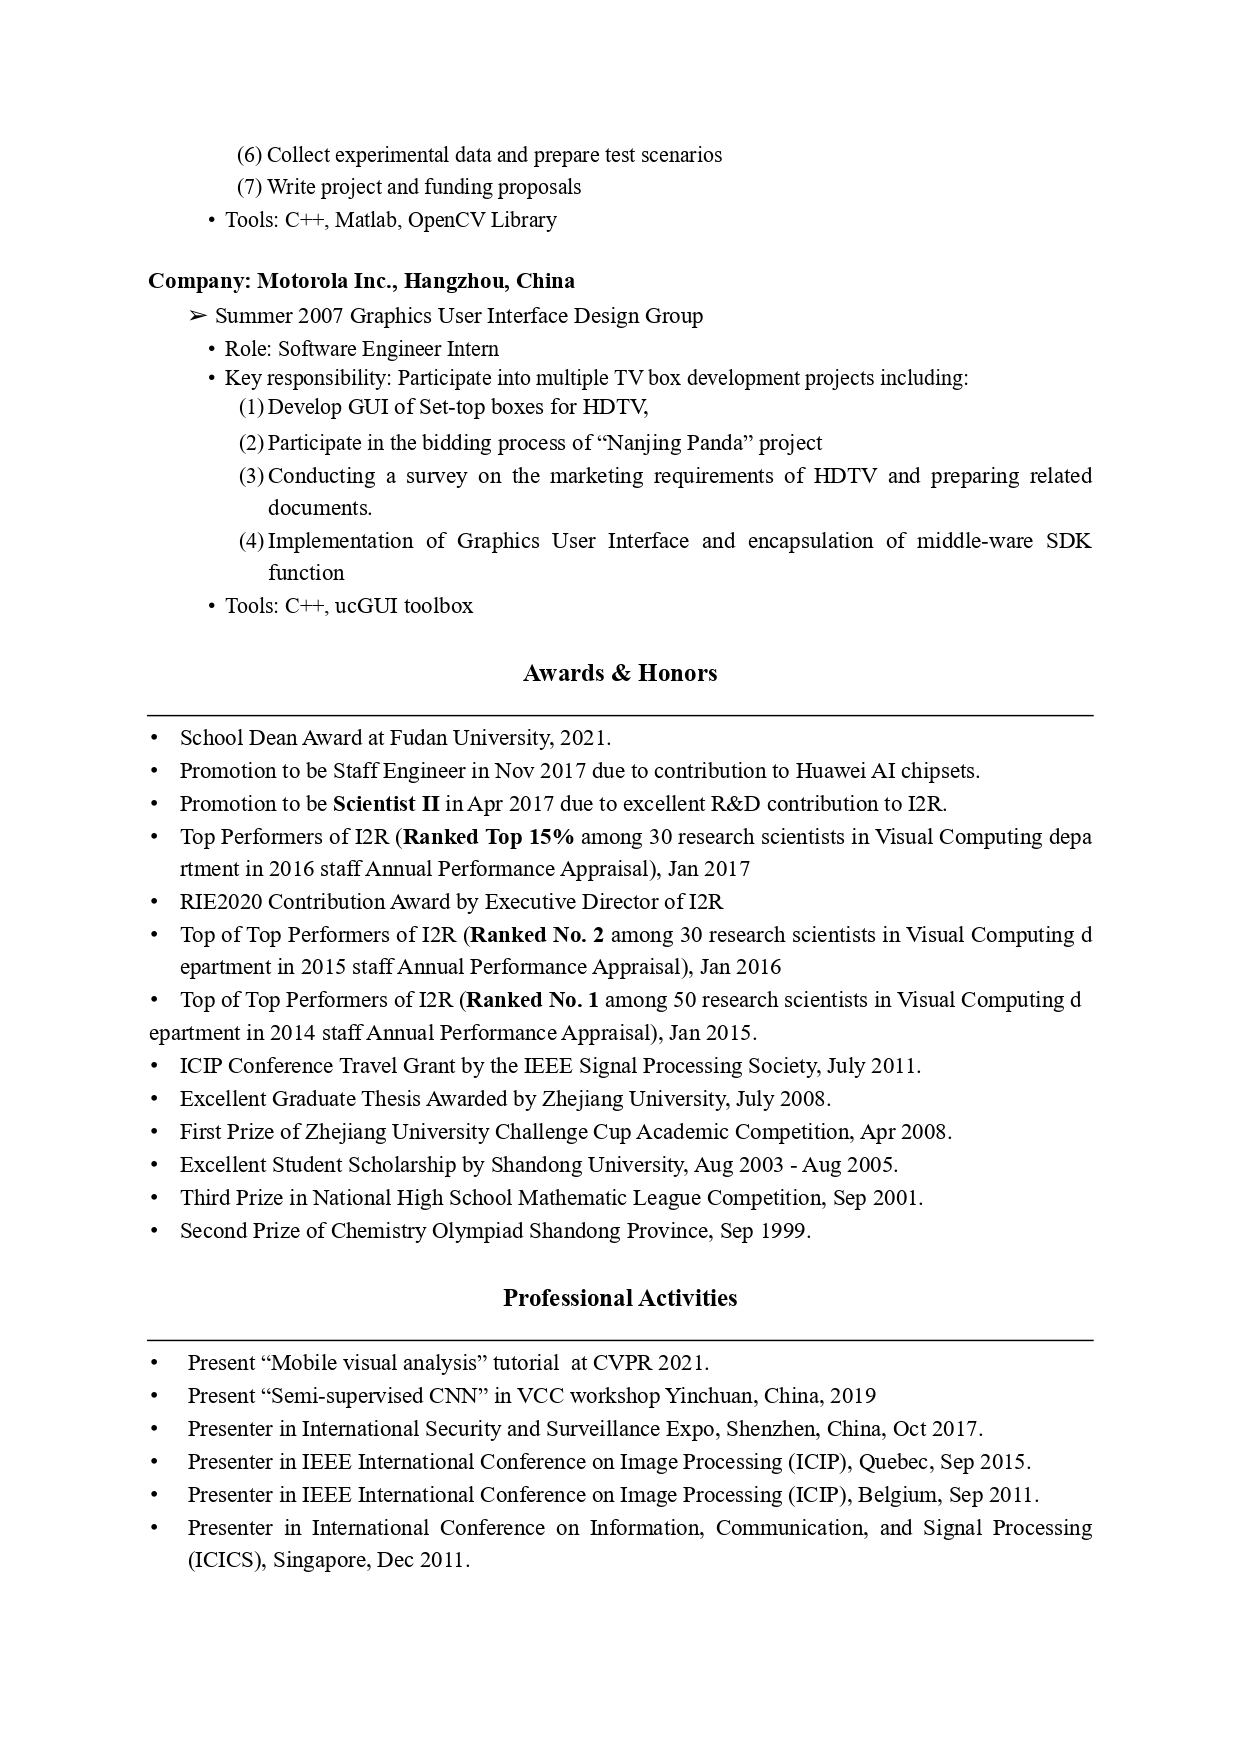 (6) Collect experimental data and prepare test scenarios
(7) Write project and funding proposals
• Tools: C++, Matlab, OpenCV Library
Company: Motorola Inc., Hangzhou, China
➢ Summer 2007 Graphics User Interface Design Group
• Role: Software Engineer Intern
• Key responsibility: Participate into multiple TV box development projects including:
(1) Develop GUI of Set-top boxes for HDTV,
(2) Participate in the bidding process of “Nanjing Panda” project
(3) Conducting a survey on the marketing requirements of HDTV and preparing related
documents.
(4) Implementation of Graphics User Interface and encapsulation of middle-ware SDK
function
• Tools: C++, ucGUI toolbox
Awards & Honors
• School Dean Award at Fudan University, 2021.
• Promotion to be Staff Engineer in Nov 2017 due to contribution to Huawei AI chipsets.
• Promotion to be Scientist II in Apr 2017 due to excellent R&D contribution to I2R.
• Top Performers of I2R (Ranked Top 15% among 30 research scientists in Visual Computing depa
rtment in 2016 staff Annual Performance Appraisal), Jan 2017
• RIE2020 Contribution Award by Executive Director of I2R
• Top of Top Performers of I2R (Ranked No. 2 among 30 research scientists in Visual Computing d
epartment in 2015 staff Annual Performance Appraisal), Jan 2016
• Top of Top Performers of I2R (Ranked No. 1 among 50 research scientists in Visual Computing d
epartment in 2014 staff Annual Performance Appraisal), Jan 2015.
• ICIP Conference Travel Grant by the IEEE Signal Processing Society, July 2011.
• Excellent Graduate Thesis Awarded by Zhejiang University, July 2008.
• First Prize of Zhejiang University Challenge Cup Academic Competition, Apr 2008.
• Excellent Student Scholarship by Shandong University, Aug 2003 - Aug 2005.
• Third Prize in National High School Mathematic League Competition, Sep 2001.
• Second Prize of Chemistry Olympiad Shandong Province, Sep 1999.
Professional Activities
• Present “Mobile visual analysis” tutorial at CVPR 2021.
• Present “Semi-supervised CNN” in VCC workshop Yinchuan, China, 2019
• Presenter in International Security and Surveillance Expo, Shenzhen, China, Oct 2017.
• Presenter in IEEE International Conference on Image Processing (ICIP), Quebec, Sep 2015.
• Presenter in IEEE International Conference on Image Processing (ICIP), Belgium, Sep 2011.
• Presenter in International Conference on Information, Communication, and Signal Processing
(ICICS), Singapore, Dec 2011.